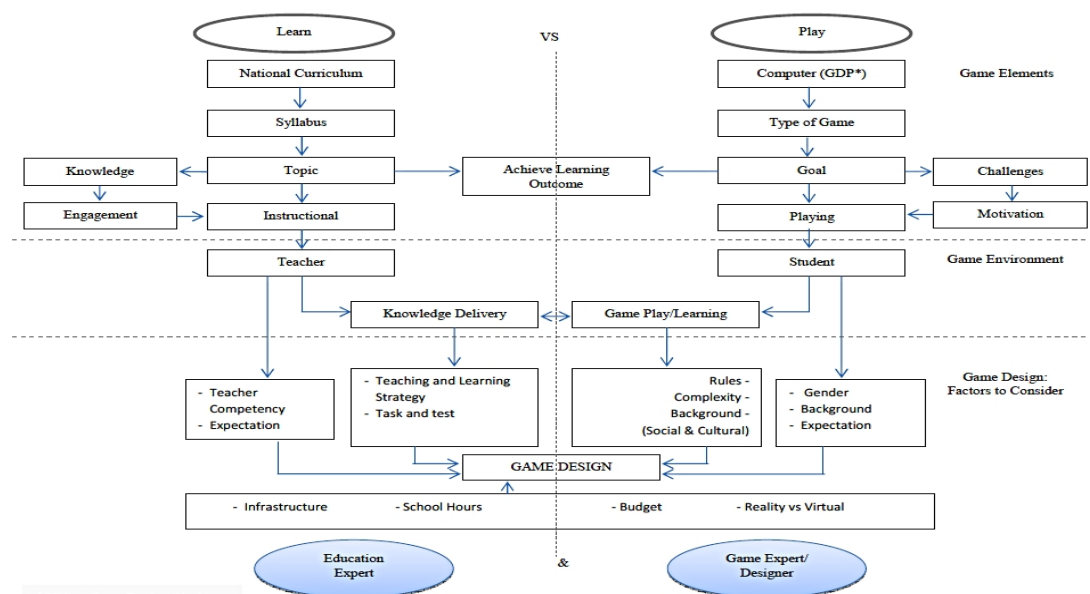 Learn
VS
Play
National Curriculum
Computer (GDP*)
Game Elements
Syllabus
Type of Game
Knowledge
Topic
Achieve Learning
Outcome
Goal
Challenges
Engagement
Instructional
Playing
Motivation
Teacher
Student
Game Environment
Knowledge Delivery
Game Play/Learning
- Teacher
Competency
- Expectation
- Teaching and Learning
Strategy
- Task and test
Rules -
Complexity -
Background -
(Social & Cultural)
- Gender
- Background
- Expectation
Game Design:
Factors to Consider
GAME DESIGN
- Infrastructure
- School Hours
- Budget
- Reality vs Virtual
Education
Expert
&
Game Expert/
Designer